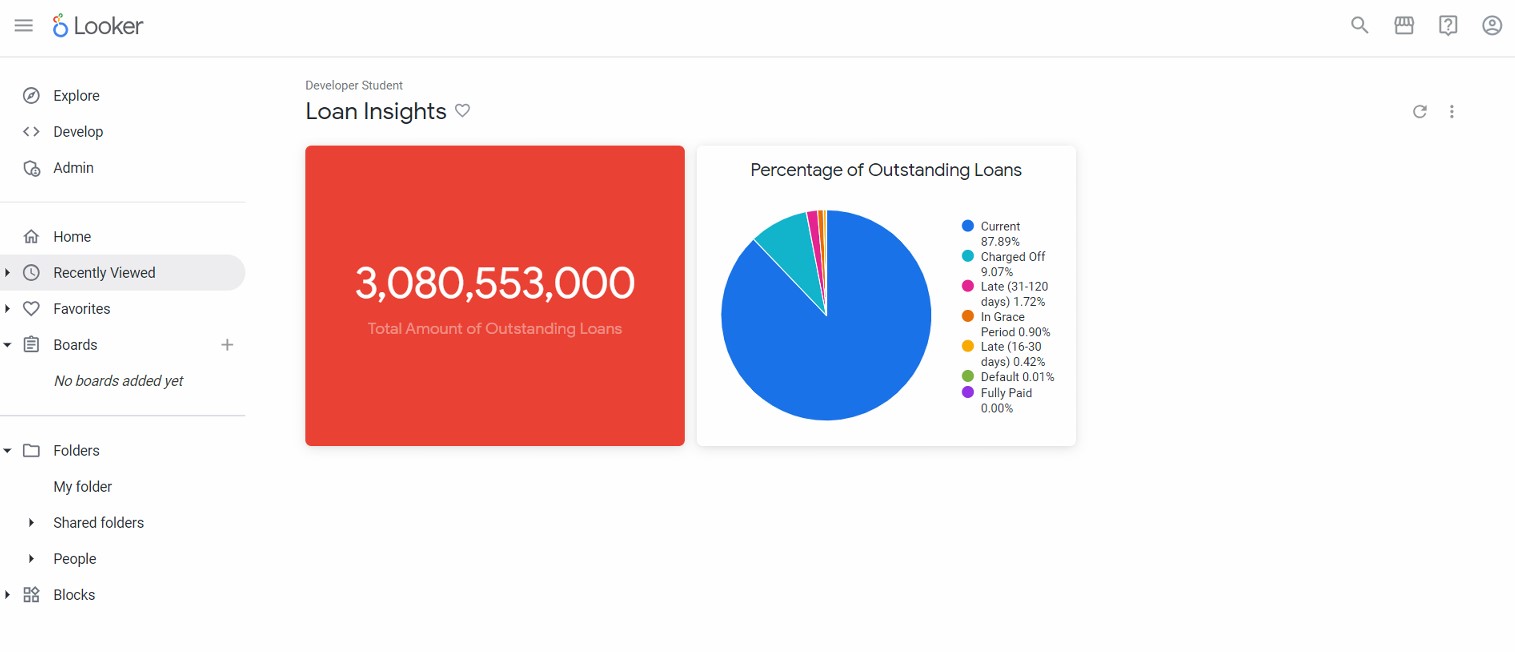 Looker
Explore
Develop
Admin
Home
Recently Viewed
Favorites
Boards
No boards added yet
Folders
My folder
Shared folders
People
Blocks
Developer Student
Loan Insights
3,080,553,000
Total Amount of Outstanding Loans
Percentage of Outstanding Loans
Current
87.89%
Charged Off
9.07%
Late (31-120
days) 1.72%
In Grace
Period 0.90%
Late (16-30
days) 0.42%
Default 0.01%
Fully Paid
0.00%